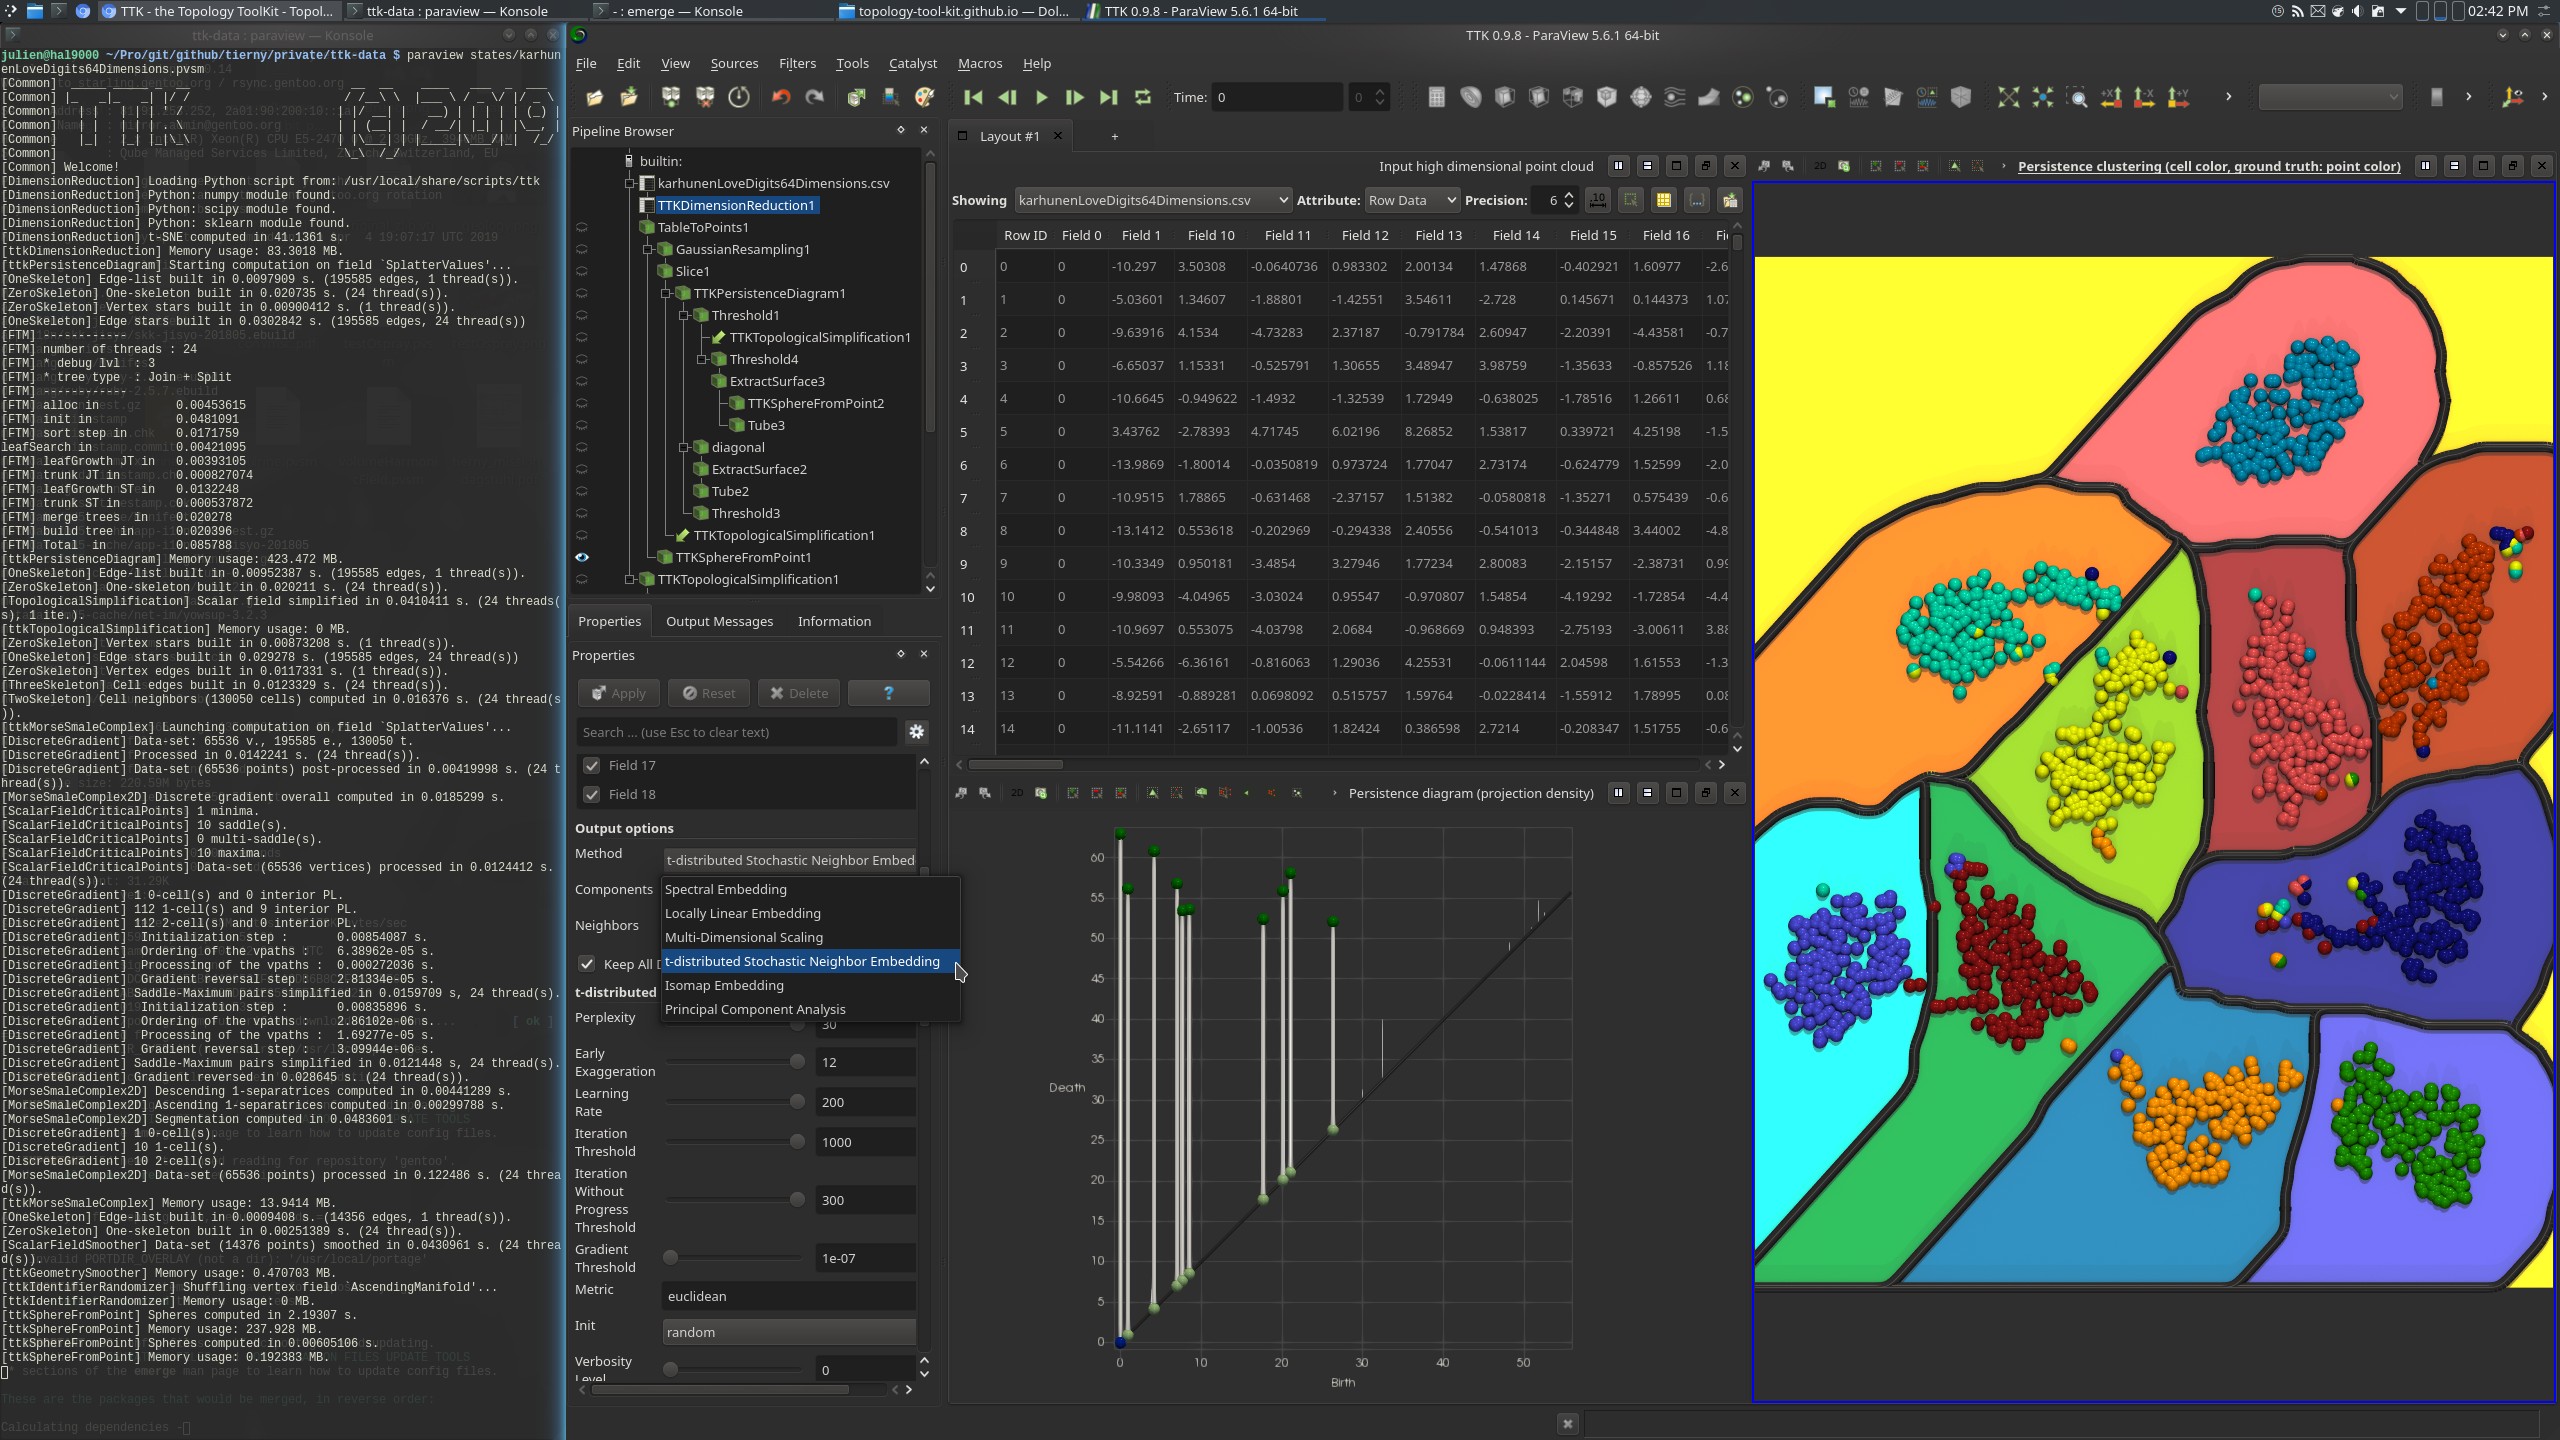 TTK - the Topology ToolKit - Topol...
ttk-data : paraview — Konsole
- : emerge — Konsole
topology-tool-kit.github.io — Dol...
TTK 0.9.8 - ParaView 5.6.1 64-bit
02:42 PM
ttk-data : paraview — Konsole
julien@hal9000 ~/Pro/git/github/tierny/private/ttk-data $ paraview states/karhun
enLoveDigits64Dimensions.pvsm
[Common]
[Common]
[Common]
[Common]
[Common]
[Common]
[Common] Welcome!
[DimensionReduction] Loading Python script from: /usr/local/share/scripts/ttk
[DimensionReduction] Python: numpy module found.
[DimensionReduction] Python: scipy module found.
[DimensionReduction] Python: sklearn module found.
[DimensionReduction] t-SNE computed in 41.1361 s.
[ttkDimensionReduction] Memory usage: 83.3018 MB.
[ttkPersistenceDiagram] Starting computation on field `SplatterValues'...
[OneSkeleton] Edge-list built in 0.0097909 s. (195585 edges, 1 thread(s)).
[ZeroSkeleton] One-skeleton built in 0.020735 s. (24 thread(s)).
[ZeroSkeleton] Vertex stars built in 0.00900412 s. (1 thread(s)).
[OneSkeleton] Edge stars built in 0.0302842 s. (195585 edges, 24 thread(s))
[FTM] ------------
[FTM] number of threads : 24
[FTM] * debug lvl  : 3
[FTM] * tree type  : Join + Split
[FTM] ------------
[FTM] alloc in 0.00453615
[FTM] init in 0.0481091
[FTM] sort step in 0.0171759
leafSearch in 0.00421095
[FTM] leafGrowth JT in 0.00393105
[FTM] trunk JT in 0.000827074
[FTM] leafGrowth ST in 0.0132248
[FTM] trunk ST in 0.000537872
[FTM] merge trees in 0.020278
[FTM] build tree in 0.020396
[FTM] Total  in 0.085788
[ttkPersistenceDiagram] Memory usage: 423.472 MB.
[OneSkeleton] Edge-list built in 0.00952387 s. (195585 edges, 1 thread(s)).
[ZeroSkeleton] One-skeleton built in 0.020211 s. (24 thread(s)).
[TopologicalSimplification] Scalar field simplified in 0.0410411 s. (24 threads(
s), 1 ite.).
[ttkTopologicalSimplification] Memory usage: 0 MB.
[ZeroSkeleton] Vertex stars built in 0.00873208 s. (1 thread(s)).
[OneSkeleton] Edge stars built in 0.029278 s. (195585 edges, 24 thread(s))
[ZeroSkeleton] Vertex edges built in 0.0117331 s. (1 thread(s)).
[ThreeSkeleton] Cell edges built in 0.0123329 s. (24 thread(s)).
[TwoSkeleton] Cell neighbors (130050 cells) computed in 0.016376 s. (24 thread(s
)).
[ttkMorseSmaleComplex] Launching computation on field `SplatterValues'...
[DiscreteGradient] Data-set: 65536 v., 195585 e., 130050 t.
[DiscreteGradient] Processed in 0.0142241 s. (24 thread(s)).
[DiscreteGradient] Data-set (65536 points) post-processed in 0.00419998 s. (24 t
hread(s)).
[MorseSmaleComplex2D] Discrete gradient overall computed in 0.0185299 s.
[ScalarFieldCriticalPoints] 1 minima.
[ScalarFieldCriticalPoints] 10 saddle(s).
[ScalarFieldCriticalPoints] 0 multi-saddle(s).
[ScalarFieldCriticalPoints] 10 maxima.
[ScalarFieldCriticalPoints] Data-set (65536 vertices) processed in 0.0124412 s.
(24 thread(s)).
[DiscreteGradient] 1 0-cell(s) and 0 interior PL.
[DiscreteGradient] 112 1-cell(s) and 9 interior PL.
[DiscreteGradient] 112 2-cell(s) and 0 interior PL.
[DiscreteGradient]  Initialization step : 0.00854087 s.
[DiscreteGradient]  Ordering of the vpaths : 6.38962e-05 s.
[DiscreteGradient]  Processing of the vpaths : 0.000272036 s.
[DiscreteGradient]  Gradient reversal step : 2.81334e-05 s.
[DiscreteGradient] Saddle-Maximum pairs simplified in 0.0159709 s, 24 thread(s).
[DiscreteGradient]  Initialization step : 0.00835896 s.
[DiscreteGradient]  Ordering of the vpaths : 2.86102e-06 s.
[DiscreteGradient]  Processing of the vpaths : 1.69277e-05 s.
[DiscreteGradient]  Gradient reversal step : 3.09944e-06 s.
[DiscreteGradient] Saddle-Maximum pairs simplified in 0.0121448 s, 24 thread(s).
[DiscreteGradient] Gradient reversed in 0.028645 s. (24 thread(s)).
[MorseSmaleComplex2D] Descending 1-separatrices computed in 0.00441289 s.
[MorseSmaleComplex2D] Ascending 1-separatrices computed in 0.00299788 s.
[MorseSmaleComplex2D] Segmentation computed in 0.0483601 s.
[DiscreteGradient] 1 0-cell(s).
[DiscreteGradient] 10 1-cell(s).
[DiscreteGradient] 10 2-cell(s).
[MorseSmaleComplex2D] Data-set (65536 points) processed in 0.122486 s. (24 threa
d(s)).
[ttkMorseSmaleComplex] Memory usage: 13.9414 MB.
[OneSkeleton] Edge-list built in 0.0009408 s. (14356 edges, 1 thread(s)).
[ZeroSkeleton] One-skeleton built in 0.00251389 s. (24 thread(s)).
[ScalarFieldSmoother] Data-set (14376 points) smoothed in 0.0430961 s. (24 threa
d(s)).
[ttkGeometrySmoother] Memory usage: 0.470703 MB.
[ttkIdentifierRandomizer] Shuffling vertex field `AscendingManifold'...
[ttkIdentifierRandomizer] Memory usage: 0 MB.
[ttkSphereFromPoint] Spheres computed in 2.19307 s.
[ttkSphereFromPoint] Memory usage: 237.928 MB.
[ttkSphereFromPoint] Spheres computed in 0.00605106 s.
[ttkSphereFromPoint] Memory usage: 0.192383 MB.
sections of the emerge man page to learn how to update config files.
These are the packages that would be merged, in reverse order:
Calculating dependencies -
TTK 0.9.8 - ParaView 5.6.1 64-bit
File Edit View Sources Filters Tools Catalyst Macros Help
Time: 0 0
Pipeline Browser
builtin:
karhunenLoveDigits64Dimensions.csv
TTKDimensionReduction1
TableToPoints1
GaussianResampling1
Slice1
TTKPersistenceDiagram1
Threshold1
TTKTopologicalSimplification1
Threshold4
ExtractSurface3
TTKSphereFromPoint2
Tube3
diagonal
ExtractSurface2
Tube2
Threshold3
TTKTopologicalSimplification1
TTKSphereFromPoint1
TTKTopologicalSimplification1
Properties Output Messages Information
Properties
Apply Reset Delete ?
Search ... (use Esc to clear text)
Field 17
Field 18
Output options
Method t-distributed Stochastic Neighbor Embed
Components
Neighbors
Keep All D
Spectral Embedding
Locally Linear Embedding
Multi-Dimensional Scaling
t-distributed Stochastic Neighbor Embedding
Isomap Embedding
Principal Component Analysis
t-distributed
Perplexity 30
Early Exaggeration 12
Learning Rate 200
Iteration Threshold 1000
Iteration Without Progress Threshold 300
Gradient Threshold 1e-07
Metric euclidean
Init random
Verbosity Level 0
Layout #1 +
Input high dimensional point cloud
Showing karhunenLoveDigits64Dimensions.csv Attribute: Row Data Precision: 6
Row ID Field 0 Field 1 Field 10 Field 11 Field 12 Field 13 Field 14 Field 15 Field 16 Fi
0 0 0 -10.297 3.50308 -0.0640736 0.983302 2.00134 1.47868 -0.402921 1.60977 -2.6
1 1 0 -5.03601 1.34607 -1.88801 -1.42551 3.54611 -2.728 0.145671 0.144373 1.07
2 2 0 -9.63916 4.1534 -4.73283 2.37187 -0.791784 2.60947 -2.20391 -4.43581 -0.7
3 3 0 -6.65037 1.15331 -0.525791 1.30655 3.48947 3.98759 -1.35633 -0.857526 1.18
4 4 0 -10.6645 -0.949622 -1.4932 -1.32539 1.72949 -0.638025 -1.78516 1.26611 0.68
5 5 0 3.43762 -2.78393 4.71745 6.02196 8.26852 1.53817 0.339721 4.25198 -1.5
6 6 0 -13.9869 -1.80014 -0.0350819 0.973724 1.77047 2.73174 -0.624779 1.52599 -2.0
7 7 0 -10.9515 1.78865 -0.631468 -2.37157 1.51382 -0.0580818 -1.35271 0.575439 -0.6
8 8 0 -13.1412 0.553618 -0.202969 -0.294338 2.40556 -0.541013 -0.344848 3.44002 -4.8
9 9 0 -10.3349 0.950181 -3.4854 3.27946 1.77234 2.80083 -2.15157 -2.38731 0.99
10 10 0 -9.98093 -4.04965 -3.03024 0.95547 -0.970807 1.54854 -4.19292 -1.72854 -4.4
11 11 0 -10.9697 0.553075 -4.03798 2.0684 -0.968669 0.948393 -2.75193 -3.00611 3.88
12 12 0 -5.54266 -6.36161 -0.816063 1.29036 4.25531 -0.0611144 2.04598 1.61553 -1.3
13 13 0 -8.92591 -0.889281 0.0698092 0.515757 1.59764 -0.0228414 -1.55912 1.78995 0.08
14 14 0 -11.1141 -2.65117 -1.00536 1.82424 0.386598 2.7214 -0.208347 1.51755 -0.6
Persistence diagram (projection density)
60
55
50
45
40
35
30
25
20
15
10
5
0
Death
0 10 20 30 40 50
Birth
2D
Persistence clustering (cell color, ground truth: point color)